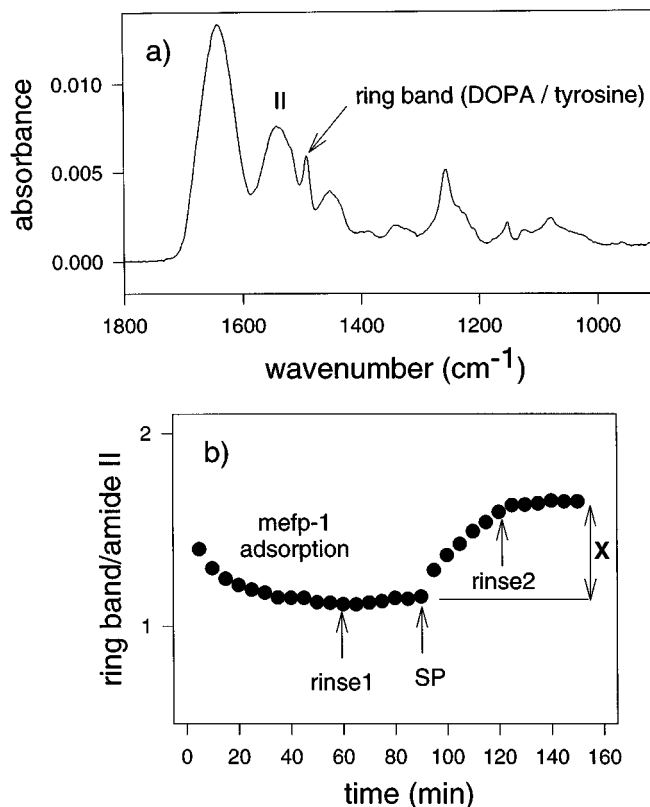 a)
II
ring band (DOPA / tyrosine)
absorbance
0.010
0.005
0.000
1800
1600
1400
1200
1000
wavenumber (cm⁻¹)
b)
ring band/amide II
2
1
mefp-1
adsorption
rinse1
SP
rinse2
X
0
20
40
60
80
100
120
140
160
time (min)